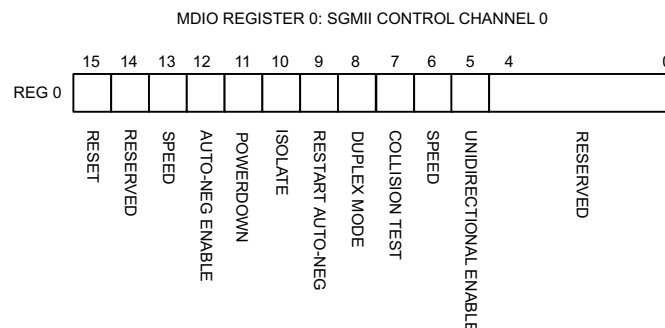 MDIO REGISTER 0: SGMII CONTROL CHANNEL 0
15 14 13 12 11 10 9 8 7 6 5 4 0
REG 0
RESET
RESERVED
SPEED
AUTO-NEG ENABLE
POWERDOWN
ISOLATE
RESTART AUTO-NEG
DUPLEX MODE
COLLISION TEST
SPEED
UNIDIRECTIONAL ENABLE
RESERVED